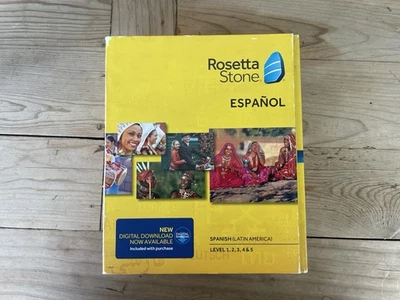 Rosetta
Stone
ESPAÑOL
NEW
DIGITAL DOWNLOAD
NOW AVAILABLE
Included with purchase
SPANISH (LATIN AMERICA)
LEVEL 1, 2, 3, 4 & 5